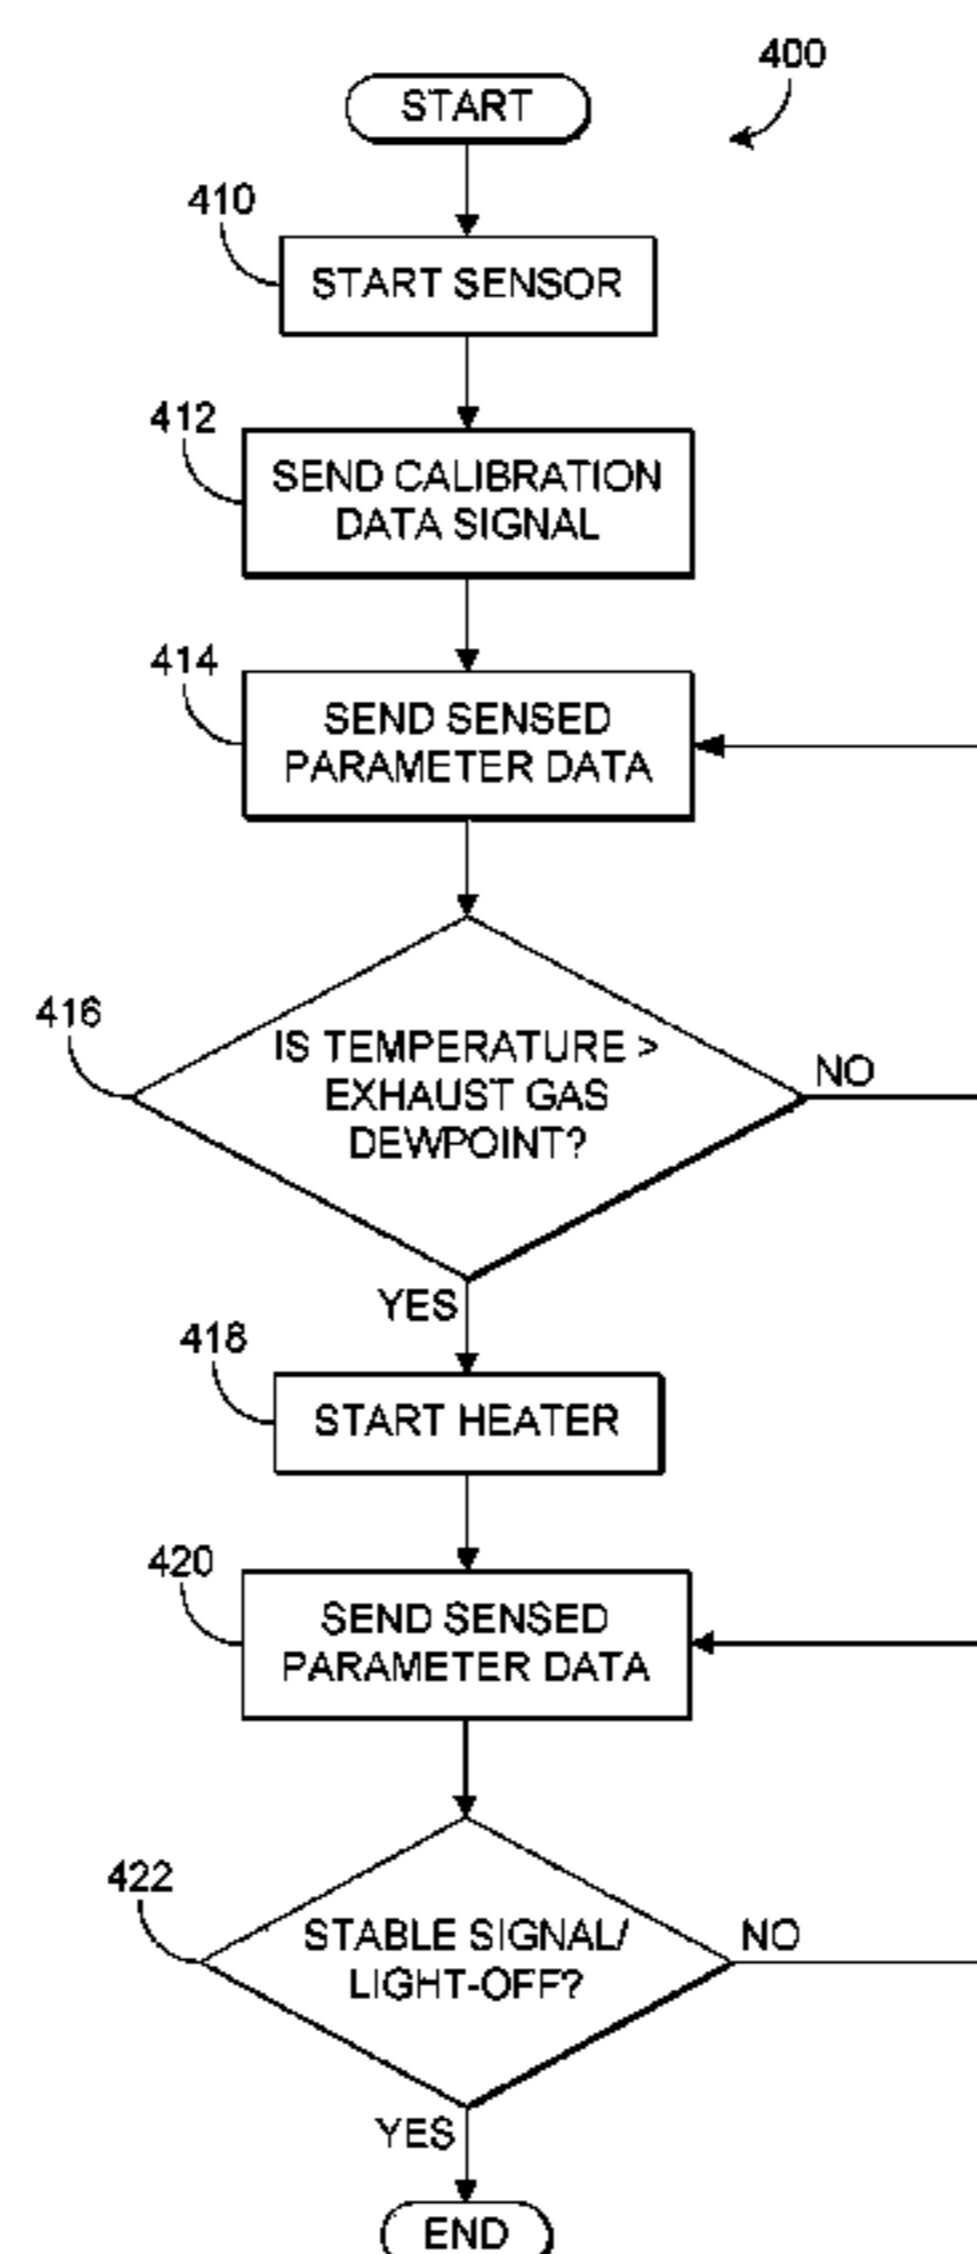 400
START
410
START SENSOR
412
SEND CALIBRATION
DATA SIGNAL
414
SEND SENSED
PARAMETER DATA
416
IS TEMPERATURE >
EXHAUST GAS
DEWPOINT?
NO
YES
418
START HEATER
420
SEND SENSED
PARAMETER DATA
422
STABLE SIGNAL/
LIGHT-OFF?
NO
YES
END